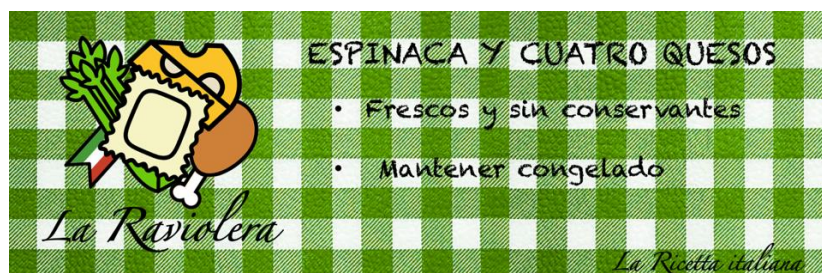 ESPINACA Y CUATRO QUESOS
• Frescos y sin conservantes
• Mantener congelado
La Raviolera
La Ricetta italiana